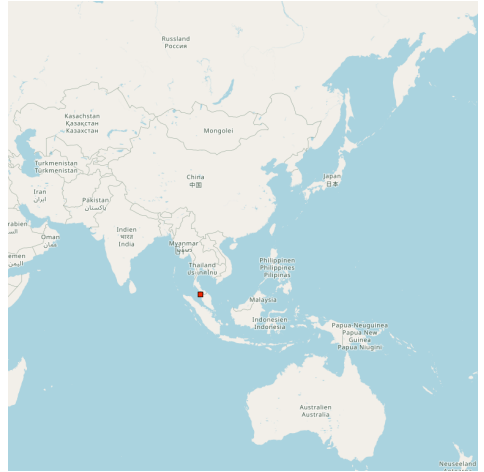 Russland
Россия
Kasachstan
Қазақстан
Казахстан
Mongolei
Turkmenistan
Türkmenistan
China
中国
Japan
日本
Iran
ایران
Pakistan
پاکستان
Indien
भारत
India
Oman
عمان
Myanmar
Thailand
ประเทศไทย
Philippinen
Philippines
Pilipinas
Malaysia
Indonesien
Indonesia
Papua-Neuguinea
Papua New
Guinea
Papua Niugini
Australien
Australia
Neuseeland